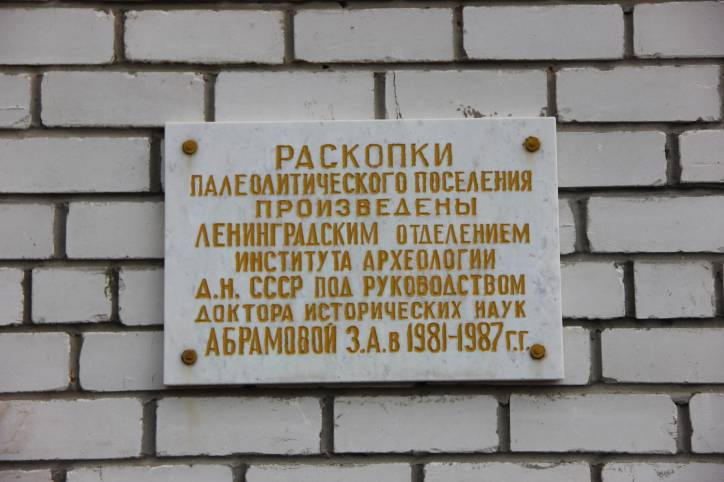 РАСКОПКИ
ПАЛЕОЛИТИЧЕСКОГО ПОСЕЛЕНИЯ
ПРОИЗВЕДЕНЫ
ЛЕНИНГРАДСКИМ ОТДЕЛЕНИЕМ
ИНСТИТУТА АРХЕОЛОГИИ
А.Н. СССР ПОД РУКОВОДСТВОМ
ДОКТОРА ИСТОРИЧЕСКИХ НАУК
АБРАМОВОЙ З.А. В 1981-1987 Г.Г.